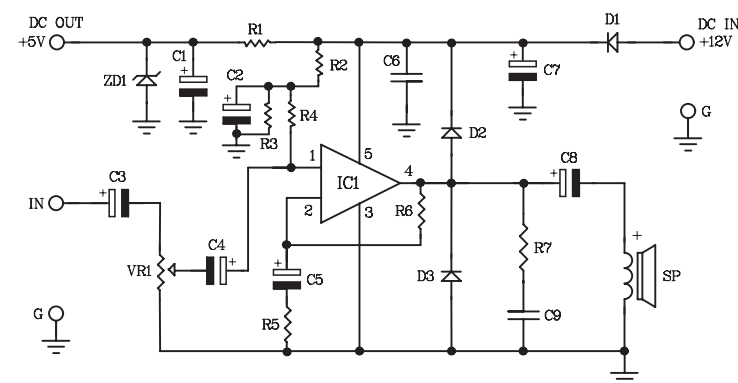 DC OUT
+5V
R1
D1
DC IN
+12V
ZD1
C1
+
C2
+
R2
R3
R4
C6
+
C7
D2
G
1
5
IC1
4
2
3
C8
+
IN
C3
+
VR1
C4
+
R6
C5
+
R5
D3
R7
C9
+
SP
G